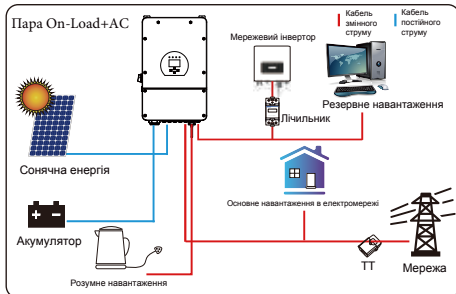 Пара On-Load+AC
Кабель
змінного
струму
Кабель
постійного
струму
Мережевий інвертор
Лічильник
Резервне навантаження
Сонячна енергія
Основне навантаження в електромережі
Акумулятор
ТТ
Мережа
Розумне навантаження